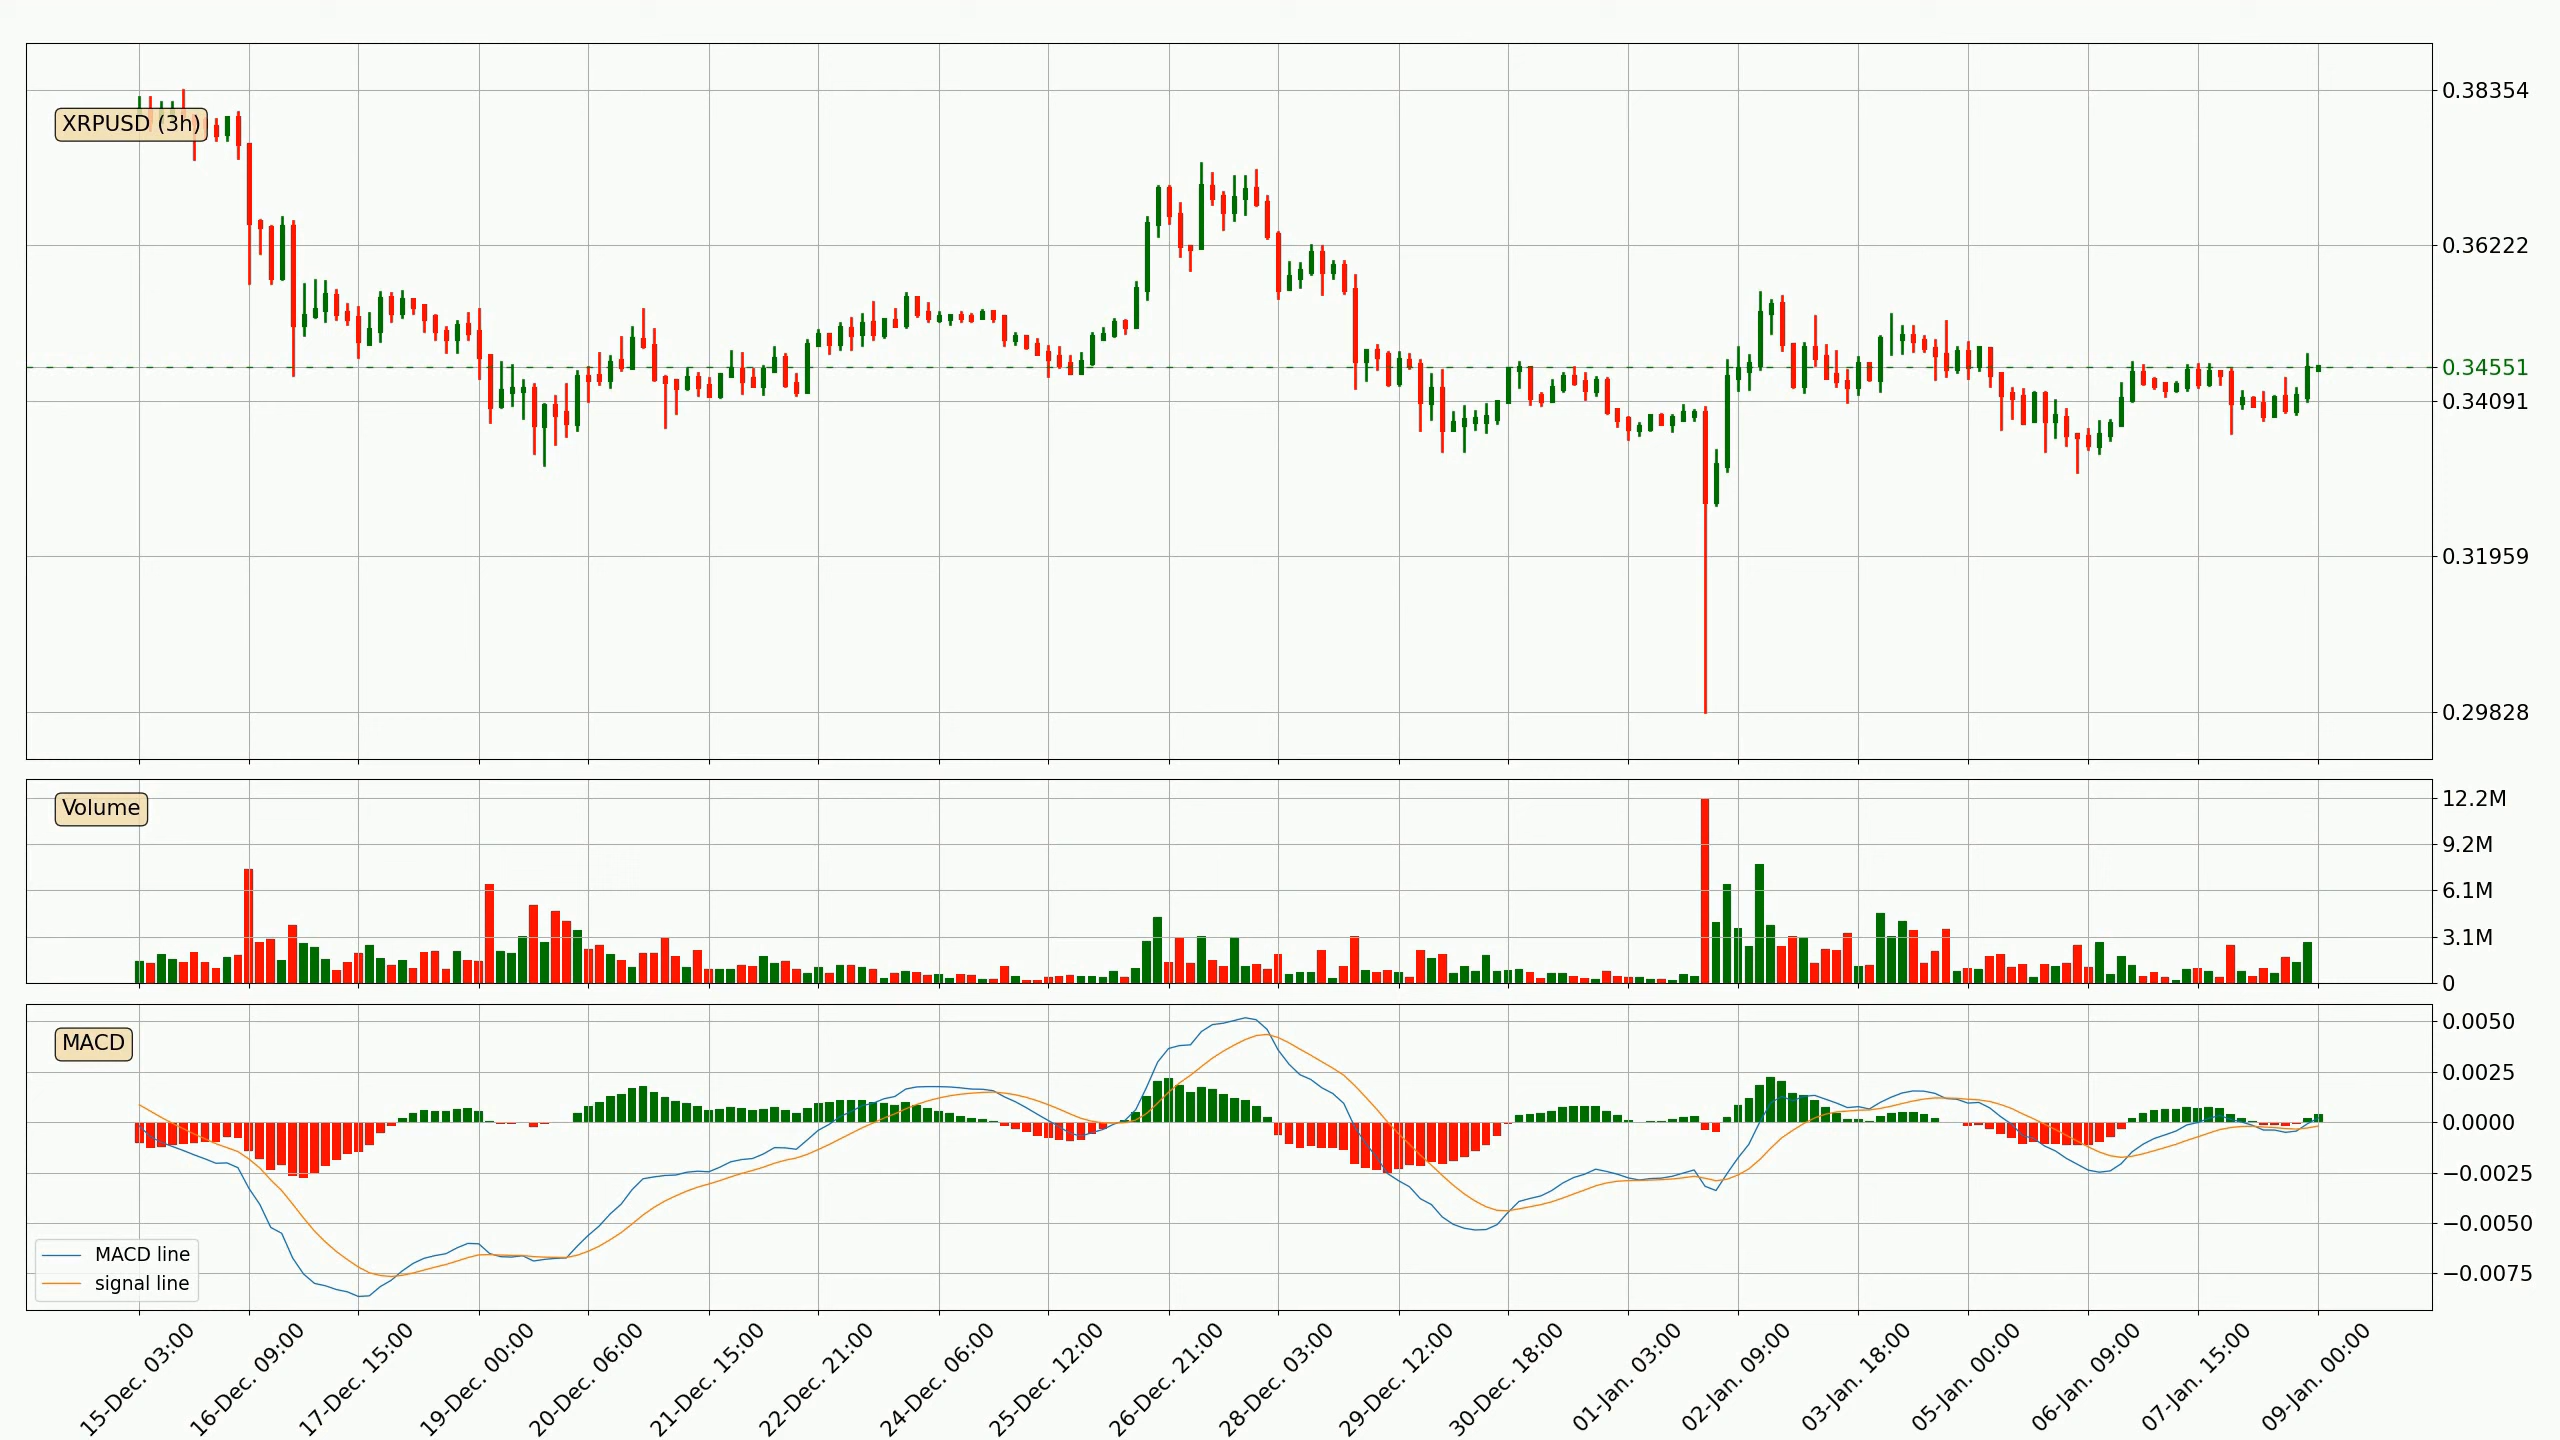 XRPUSD (3h)
0.38354
0.36222
0.34551
0.34091
0.31959
0.29828
Volume
12.2M
9.2M
6.1M
3.1M
0
MACD
0.0050
0.0025
0.0000
−0.0025
−0.0050
−0.0075
MACD line
signal line
15-Dec. 03:00
16-Dec. 09:00
17-Dec. 15:00
19-Dec. 00:00
20-Dec. 06:00
21-Dec. 15:00
22-Dec. 21:00
24-Dec. 06:00
25-Dec. 12:00
26-Dec. 21:00
28-Dec. 03:00
29-Dec. 12:00
30-Dec. 18:00
01-Jan. 03:00
02-Jan. 09:00
03-Jan. 18:00
05-Jan. 00:00
06-Jan. 09:00
07-Jan. 15:00
09-Jan. 00:00